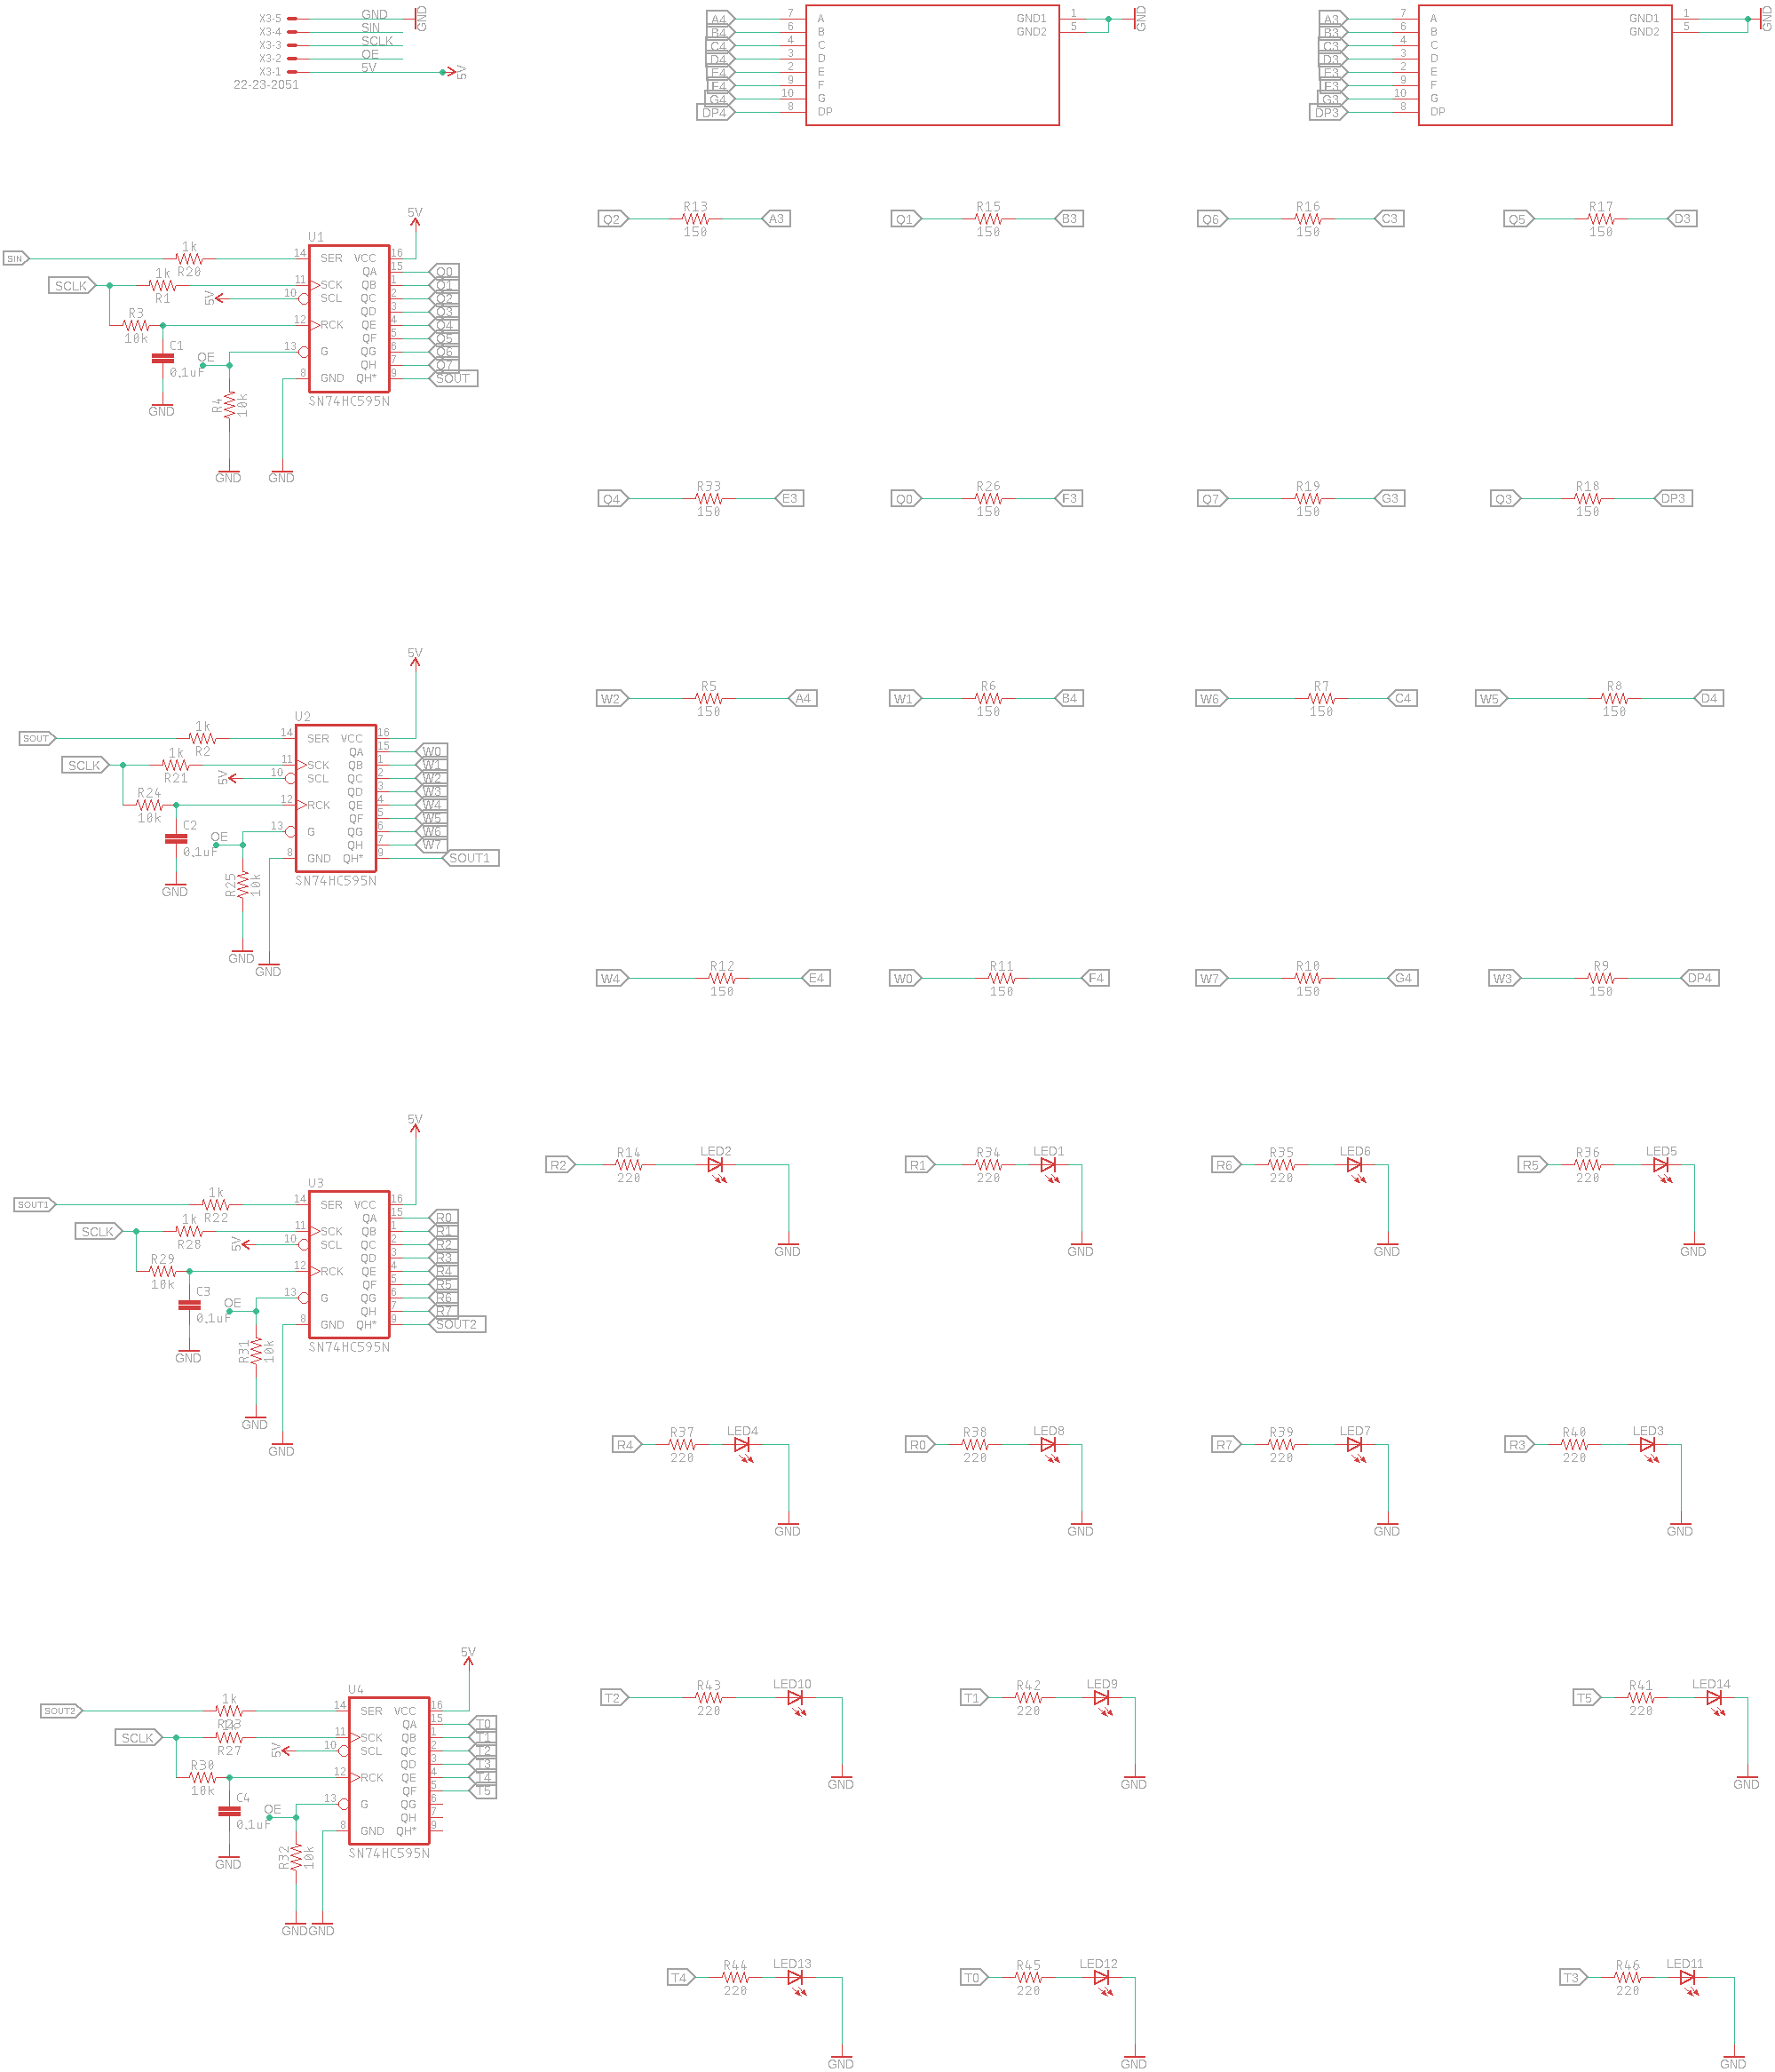 X3-5 GND GND
X3-4 SIN
X3-3 SCLK
X3-2 OE
X3-1 5V 5V
22-23-2051
A4 7 A GND1 1 GND
B4 6 B GND2 5
C4 4 C
D4 3 D
E4 2 E
F4 9 F
G4 10 G
DP4 8 DP
A3 7 A GND1 1 GND
B3 6 B GND2 5
C3 4 C
D3 3 D
E3 2 E
F3 9 F
G3 10 G
DP3 8 DP
5V
U1
SIN 1k R20 14 SER VCC 16
QA 15 Q0
SCLK 1k R1 11 SCK QB 1 Q1
5V 10 SCL QC 2 Q2
QD 3 Q3
R3 10k 12 RCK QE 4 Q4
QF 5 Q5
C1 0.1uF OE 13 G QG 6 Q6
QH 7 Q7
8 GND QH* 9 SOUT
SN74HC595N
R4 10k
GND
GND GND
Q2 R13 150 A3
Q1 R15 150 B3
Q6 R16 150 C3
Q5 R17 150 D3
Q4 R33 150 E3
Q0 R26 150 F3
Q7 R19 150 G3
Q3 R18 150 DP3
5V
U2
SOUT 1k R2 14 SER VCC 16
QA 15 W0
SCLK 1k R21 11 SCK QB 1 W1
5V 10 SCL QC 2 W2
QD 3 W3
R24 10k 12 RCK QE 4 W4
QF 5 W5
C2 0.1uF OE 13 G QG 6 W6
QH 7 W7
8 GND QH* 9 SOUT1
SN74HC595N
R25 10k
GND
GND GND
W2 R5 150 A4
W1 R6 150 B4
W6 R7 150 C4
W5 R8 150 D4
W4 R12 150 E4
W0 R11 150 F4
W7 R10 150 G4
W3 R9 150 DP4
5V
U3
SOUT1 1k R22 14 SER VCC 16
QA 15 R0
SCLK 1k R28 11 SCK QB 1 R1
5V 10 SCL QC 2 R2
QD 3 R3
R29 10k 12 RCK QE 4 R4
QF 5 R5
C3 0.1uF OE 13 G QG 6 R6
QH 7 R7
8 GND QH* 9 SOUT2
SN74HC595N
R31 10k
GND
GND GND
R2 R14 220 LED2 GND
R1 R34 220 LED1 GND
R6 R35 220 LED6 GND
R5 R36 220 LED5 GND
R4 R37 220 LED4 GND
R0 R38 220 LED8 GND
R7 R39 220 LED7 GND
R3 R40 220 LED3 GND
5V
U4
SOUT2 1k R23 14 SER VCC 16
QA 15 T0
SCLK 1k R27 11 SCK QB 1 T1
5V 10 SCL QC 2 T2
QD 3 T3
R30 10k 12 RCK QE 4 T4
QF 5 T5
C4 0.1uF OE 13 G QG 6
QH 7
8 GND QH* 9
SN74HC595N
R32 10k
GND
GND GND
T2 R43 220 LED10 GND
T1 R42 220 LED9 GND
T5 R41 220 LED14 GND
T4 R44 220 LED13 GND
T0 R45 220 LED12 GND
T3 R46 220 LED11 GND